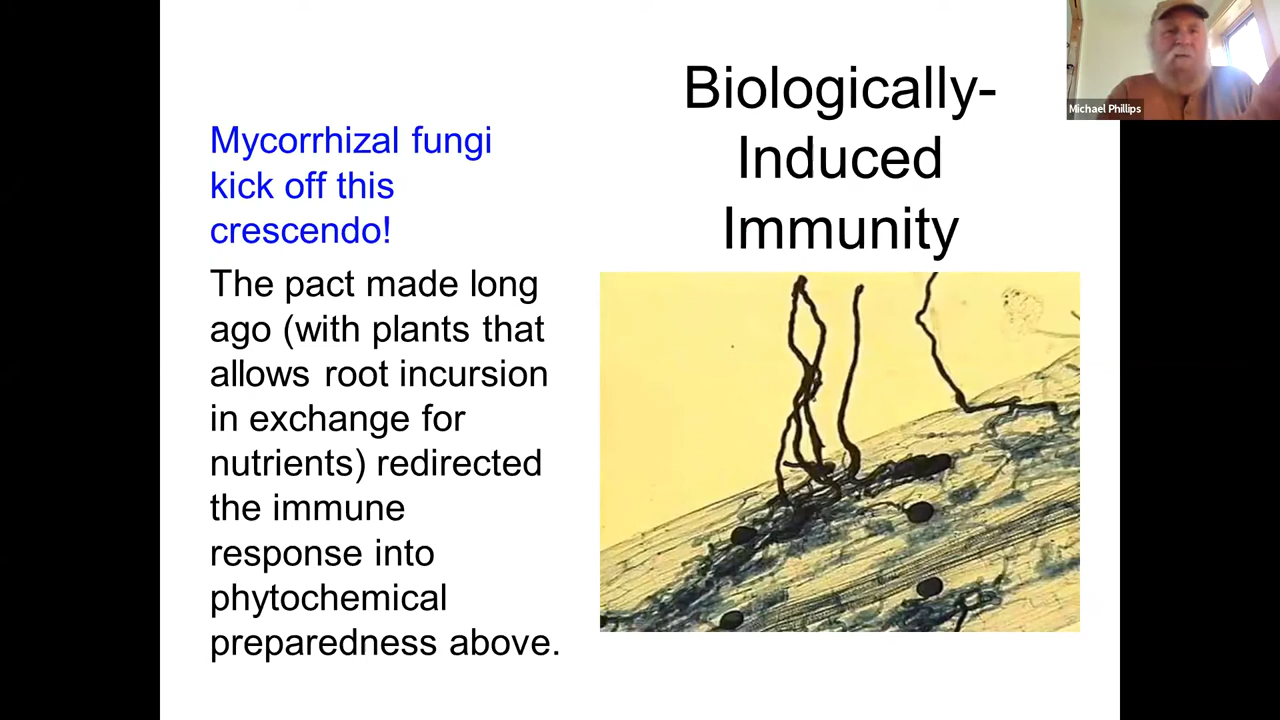 Biologically-
Induced
Immunity
Michael Phillips
Mycorrhizal fungi
kick off this
crescendo!
The pact made long
ago (with plants that
allows root incursion
in exchange for
nutrients) redirected
the immune
response into
phytochemical
preparedness above.